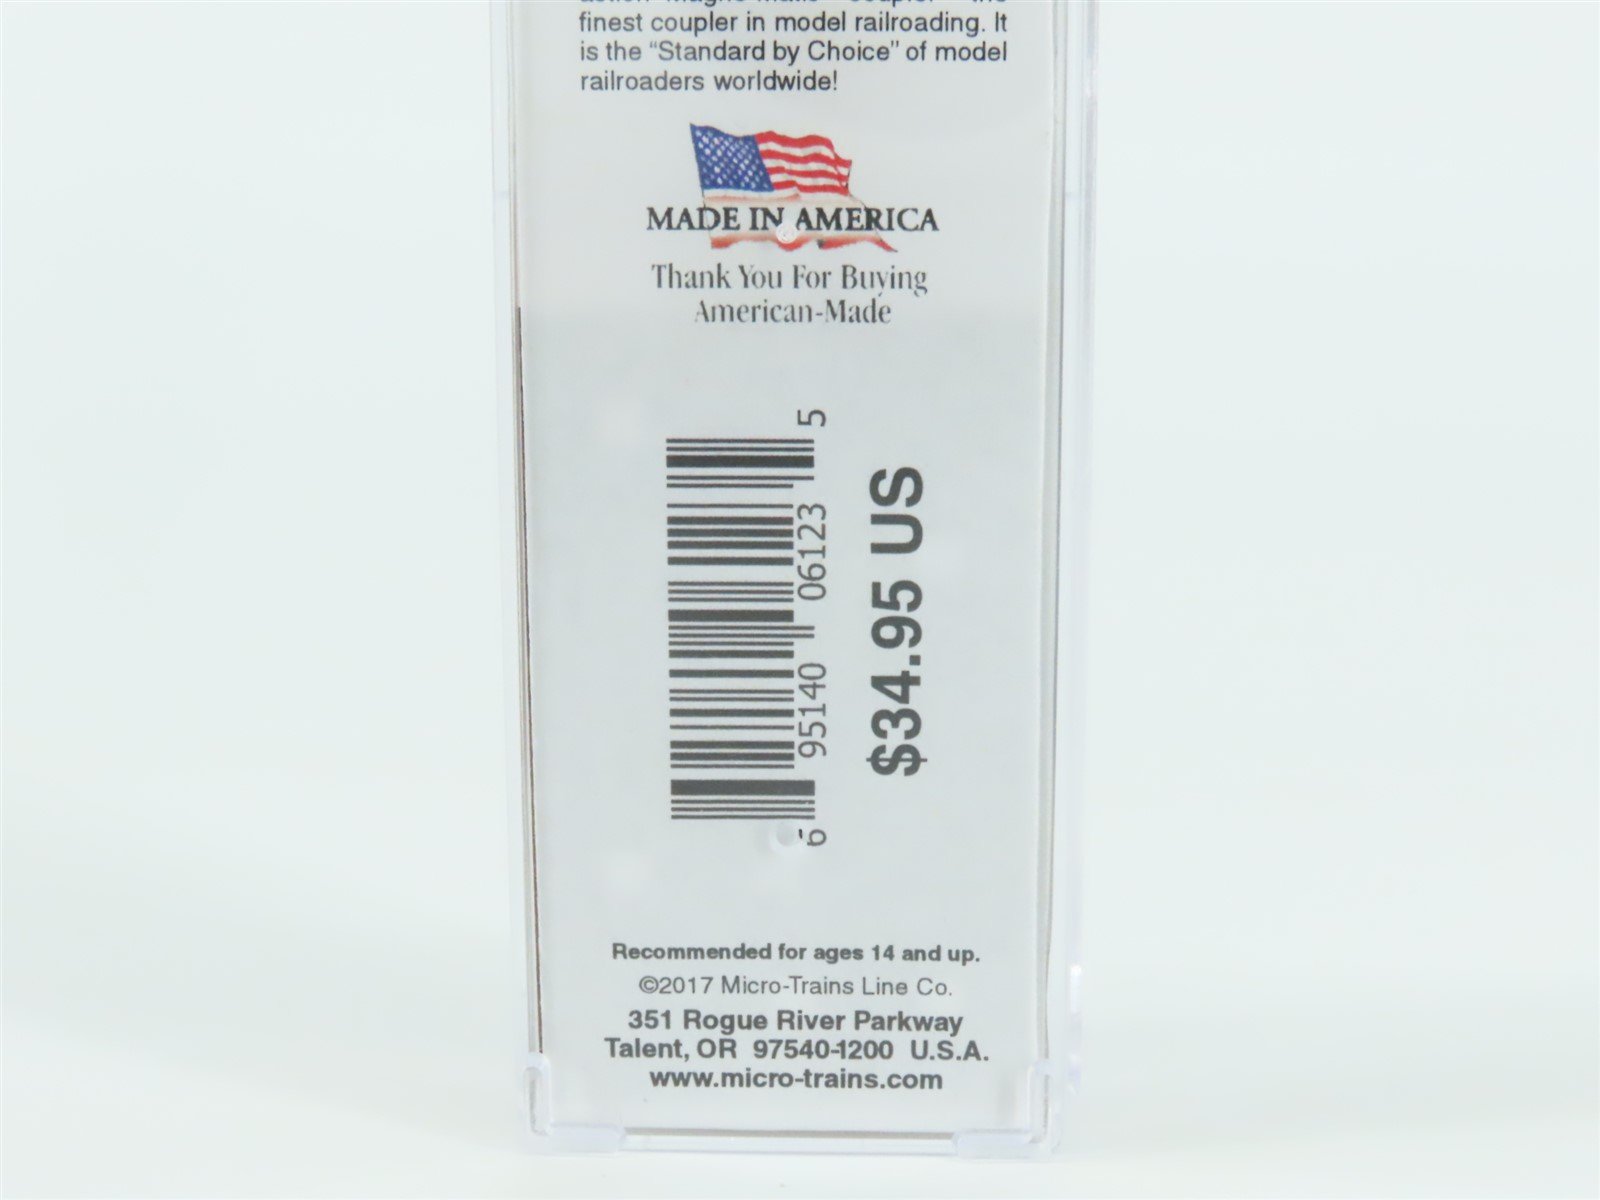 finest coupler in model railroading. It
is the “Standard by Choice” of model
railroaders worldwide!
MADE IN AMERICA
Thank You For Buying
American-Made
6 95140 06123 5
$34.95 US
Recommended for ages 14 and up.
©2017 Micro-Trains Line Co.
351 Rogue River Parkway
Talent, OR 97540-1200 U.S.A.
www.micro-trains.com